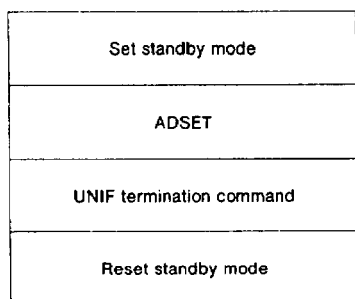 Set standby mode
ADSET
UNIF termination command
Reset standby mode